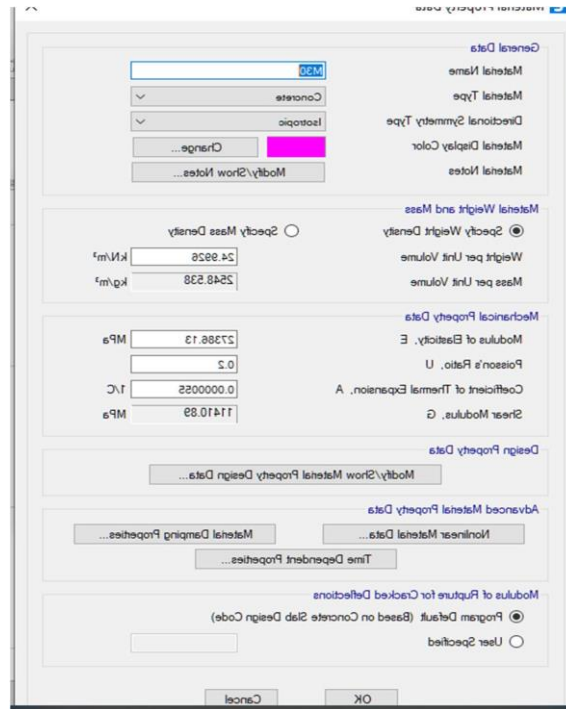 Material Property Data
General Data
Material Name M30
Material Type Concrete
Directional Symmetry Type Isotropic
Material Display Color Change...
Material Notes Modify/Show Notes...
Material Weight and Mass
Specify Weight Density Specify Mass Density
Weight per Unit Volume 24.9926 kN/m³
Mass per Unit Volume 2548.538 kg/m³
Mechanical Property Data
Modulus of Elasticity, E 27386.13 MPa
Poisson's Ratio, U 0.2
Coefficient of Thermal Expansion, A 0.0000055 1/C
Shear Modulus, G 11410.89 MPa
Design Property Data
Modify/Show Material Property Design Data...
Advanced Material Property Data
Nonlinear Material Data... Material Damping Properties...
Time Dependent Properties...
Modulus of Rupture for Cracked Deflections
Program Default (Based on Concrete Slab Design Code)
User Specified
OK Cancel